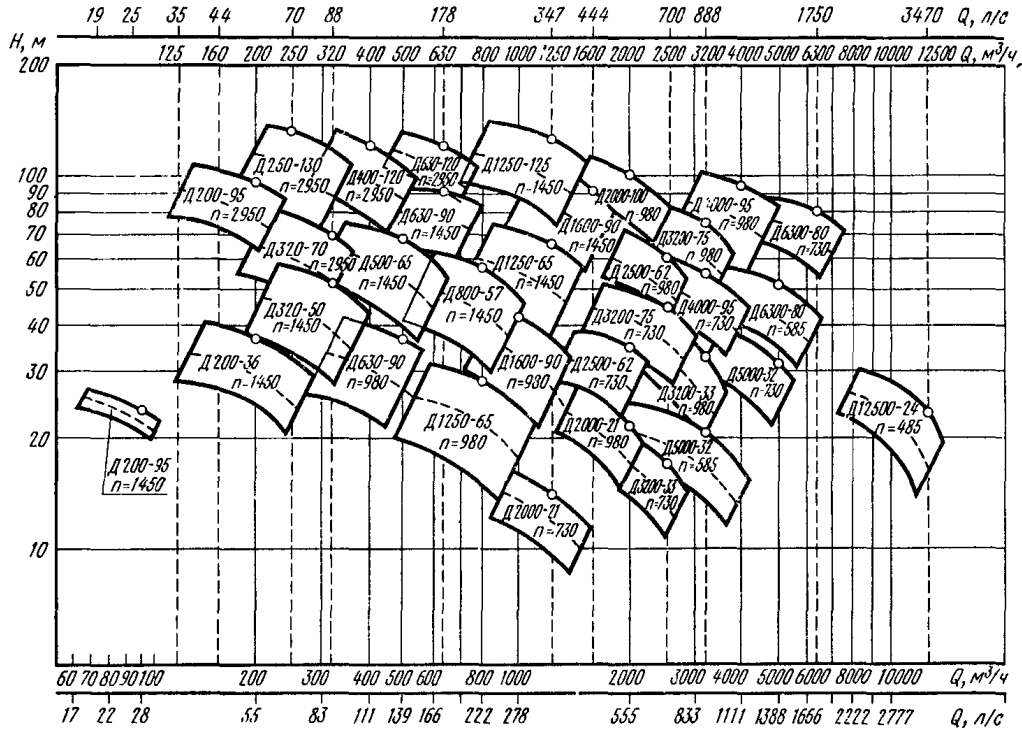 19 25 35 44 70 88 178 347 444 700 888 1750 3470 Q, л/с
H, м
125 160 200 250 320 400 500 630 800 1000 1250 1600 2000 2500 3200 4000 5000 6300 8000 10000 12500 Q, м³/ч,
200
100
90
80
70
60
50
40
30
20
10
Д200-95
n=2950
Д250-130
n=2950
Д400-120
n=2950
Д630-120
n=2950
Д630-90
n=1450
Д1250-125
n-1450
Д1600-90
n=1450
Д2000-100
n-980
Д3200-75
n 980
Д4000-95
n=980
Д6300-80
n=730
Д320-70
n=2950
Д500-65
n=1450
Д1250-65
n=1450
Д2500-62
n=980
Д800-57
n=1450
Д3200-75
n=730
Д4000-95
n=730
Д6300-80
n=585
Д320-50
n=1450
Д200-36
n-1450
Д630-90
n=980
Д1600-90
n=980
Д2500-62
n=730
Д3200-33
n=980
Д5000-32
n=730
Д12500-24
n=485
Д1250-65
n=980
Д2000-21
n=980
Д5000-32
n=585
Д3200-33
n=730
Д2000-21
n=730
Д200-95
n=1450
60 70 80 90 100 200 300 400 500 600 800 1000 2000 3000 4000 5000 6000 8000 10000 Q, м³/ч
17 22 28 55 83 111 139 166 222 278 555 833 1111 1388 1666 2222 2777 Q, л/с